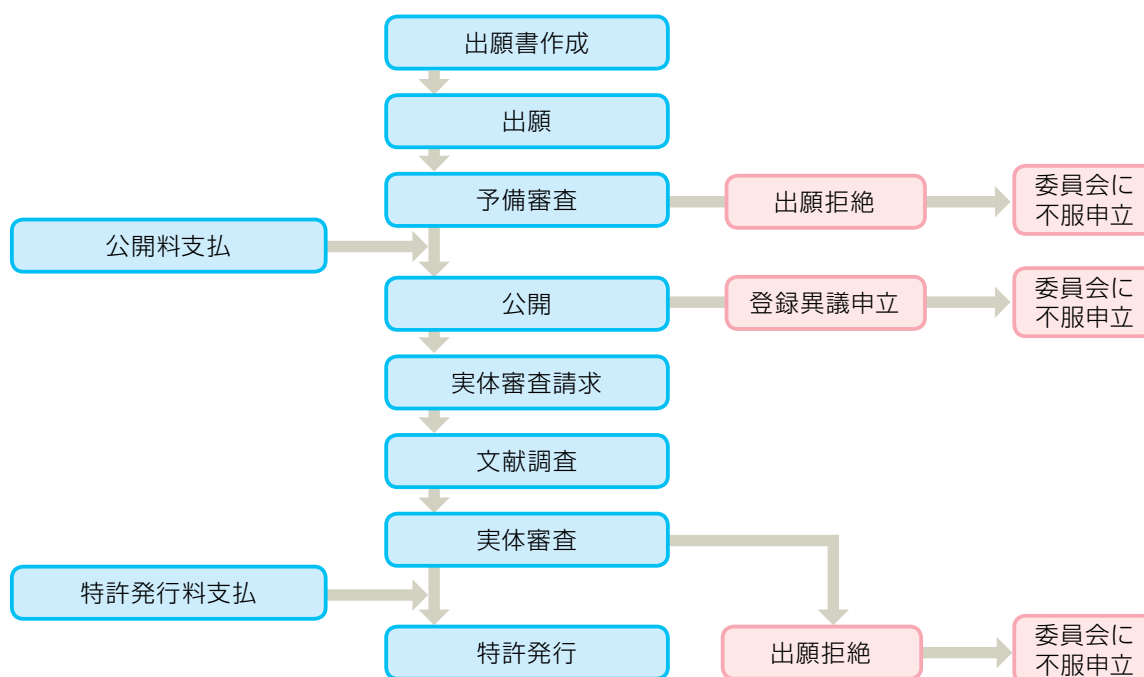 出願書作成
出願
予備審査
出願拒絶
委員会に
不服申立
公開料支払
公開
登録異議申立
委員会に
不服申立
実体審査請求
文献調査
実体審査
特許発行料支払
特許発行
出願拒絶
委員会に
不服申立